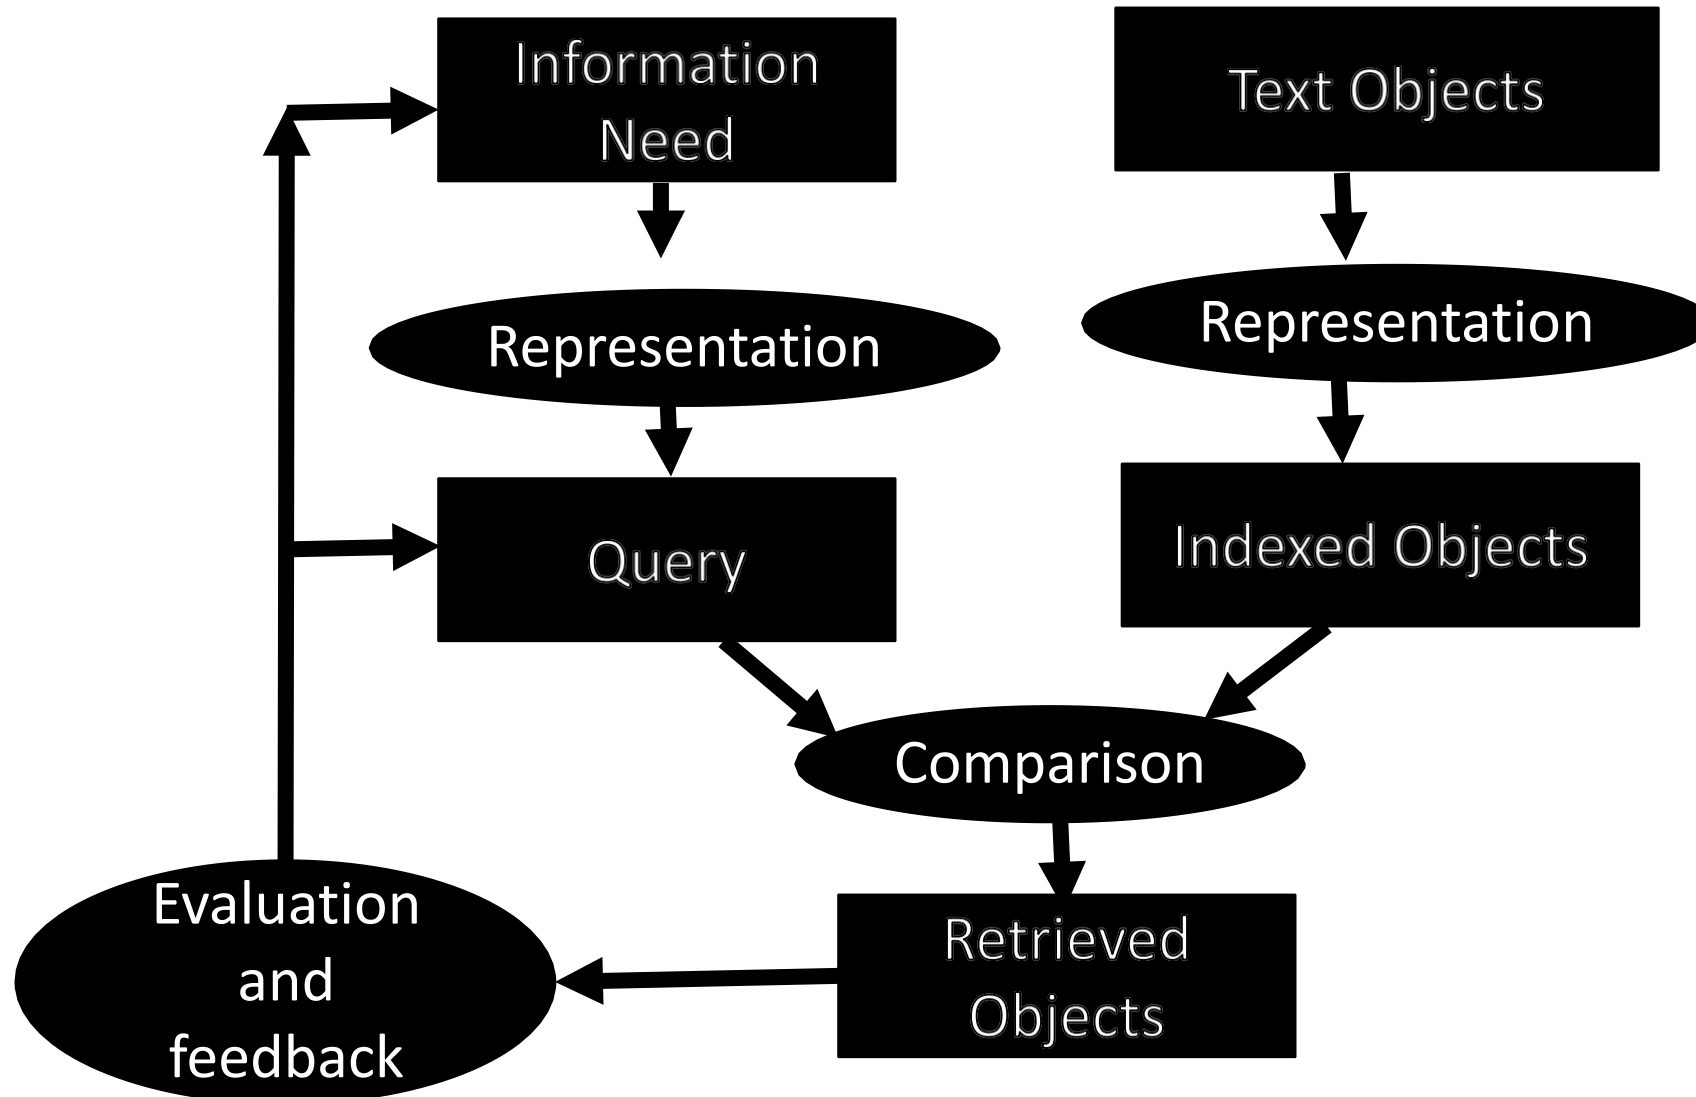 Information
Need
Text Objects
Representation
Representation
Query
Indexed Objects
Comparison
Evaluation
and
feedback
Retrieved
Objects